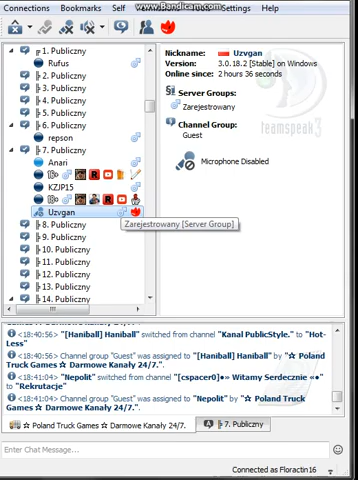 www.Bandicam.com
Connections Bookmarks Self Permissions Tools Settings Help
1. Publiczny
Rufus
2. Publiczny
3. Publiczny
4. Publiczny
5. Publiczny
6. Publiczny
repson
7. Publiczny
Anari
KZJP15
Uzvgan
8. Publiczny
9. Publiczny
10. Publiczny
11. Publiczny
12. Publiczny
13. Publiczny
14. Publiczny
Nickname: Uzvgan
Version: 3.0.18.2 [Stable] on Windows
Online since: 2 hours 36 seconds
Server Groups:
Zarejestrowany
Channel Group:
Guest
Microphone Disabled
teamspeak3
Zarejestrowany [Server Group]
<18:40:56> "[Haniball] Haniball" switched from channel "Kanał PublicStyle." to "Hot-
Less"
<18:40:56> Channel group "Guest" was assigned to "[Haniball] Haniball" by "☆ Poland
Truck Games ☆ Darmowe Kanały 24/7.".
<18:41:04> "Nepolit" switched from channel "[cspacer0]●» Witamy Serdecznie «●"
to "Rekrutacje"
<18:41:04> Channel group "Guest" was assigned to "Nepolit" by "☆ Poland Truck
Games ☆ Darmowe Kanały 24/7.".
☆ Poland Truck Games ☆ Darmowe Kanały 24/7. 7. Publiczny
Enter Chat Message...
Connected as Floractin16